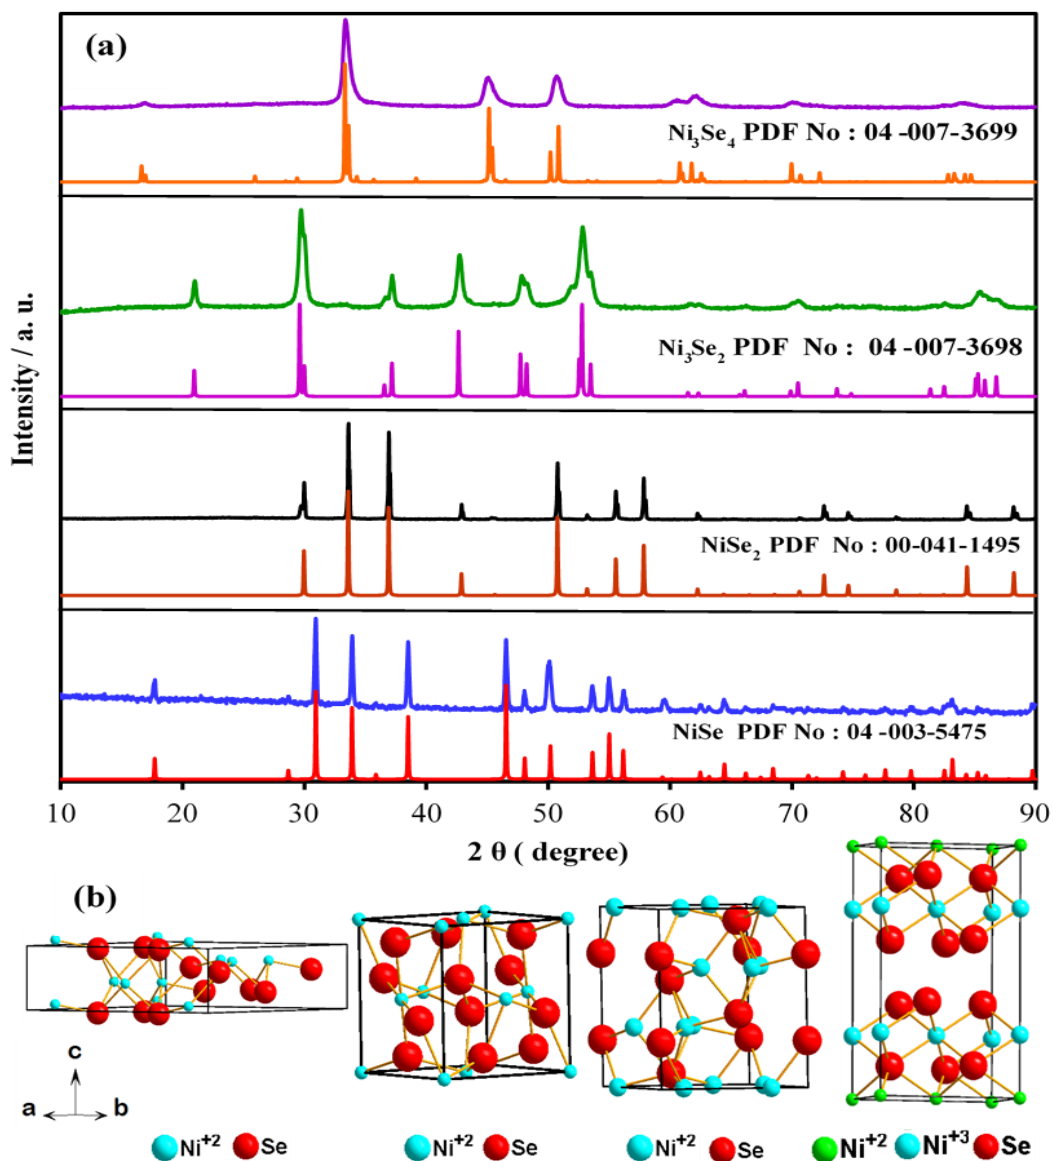 (a)
Ni₃Se₄ PDF No : 04 -007-3699
Ni₃Se₂ PDF No : 04 -007-3698
NiSe₂ PDF No : 00-041-1495
NiSe PDF No : 04 -003-5475
Intensity / a. u.
10 20 30 40 50 60 70 80 90
2 θ ( degree)
(b)
c
a b
Ni⁺² Se Ni⁺² Se Ni⁺² Se Ni⁺² Ni⁺³ Se